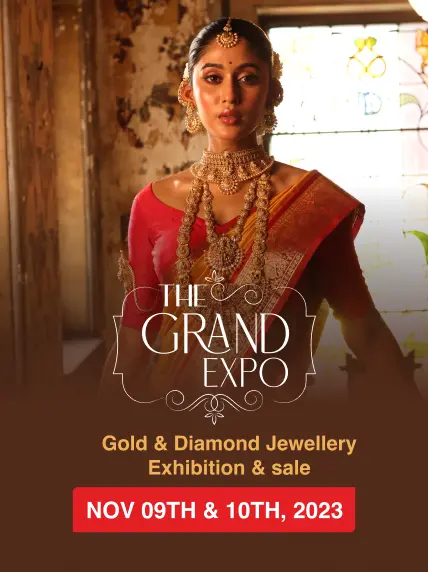 THE
GRAND
EXPO
Gold & Diamond Jewellery
Exhibition & sale
NOV 09TH & 10TH, 2023